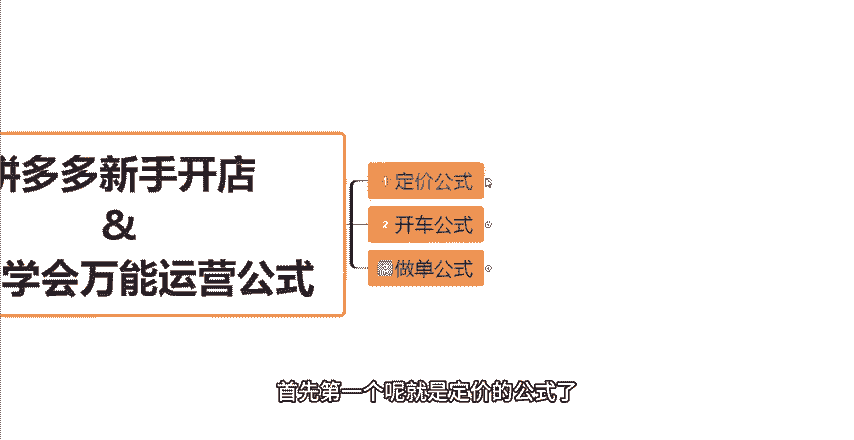 拼多多新手开店
&
学会万能运营公式
1 定价公式
2 开车公式
做单公式
首先第一个呢就是定价的公式了